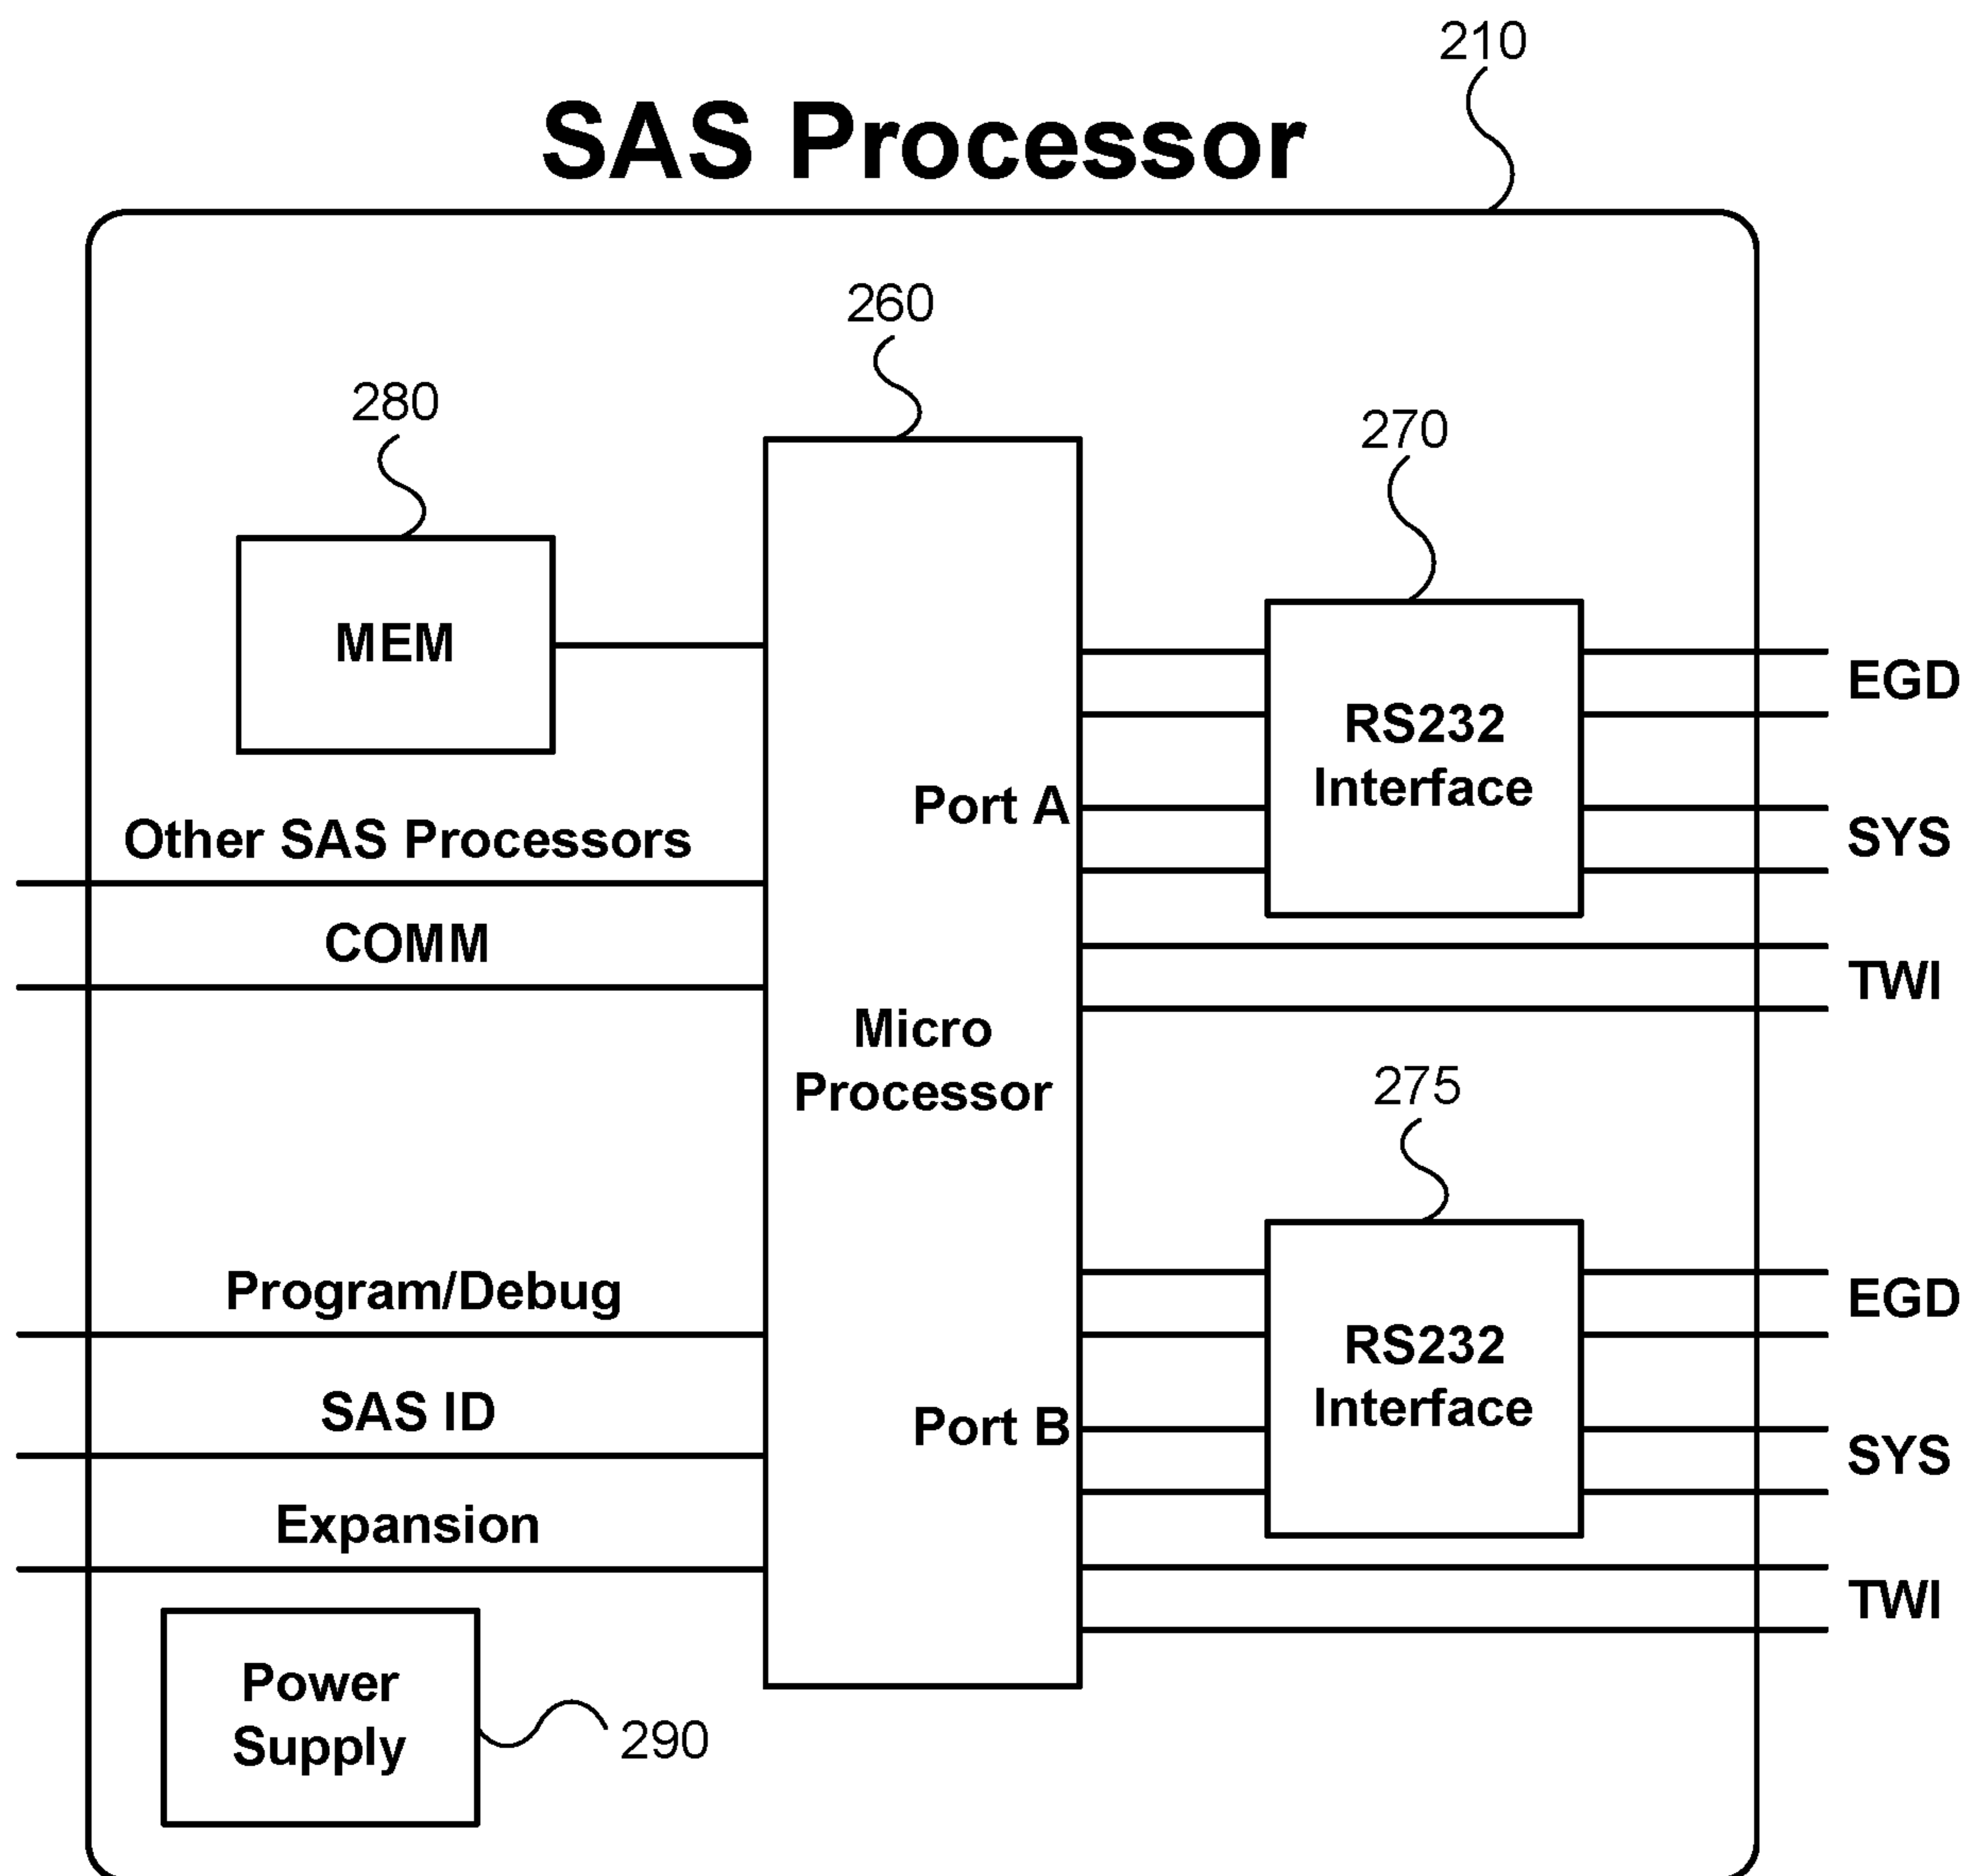 210
SAS Processor
260
280
270
MEM
RS232
Interface
EGD
Port A
SYS
Other SAS Processors
COMM
TWI
Micro
Processor
275
Program/Debug
RS232
Interface
EGD
SAS ID
Port B
SYS
Expansion
TWI
Power
Supply
290